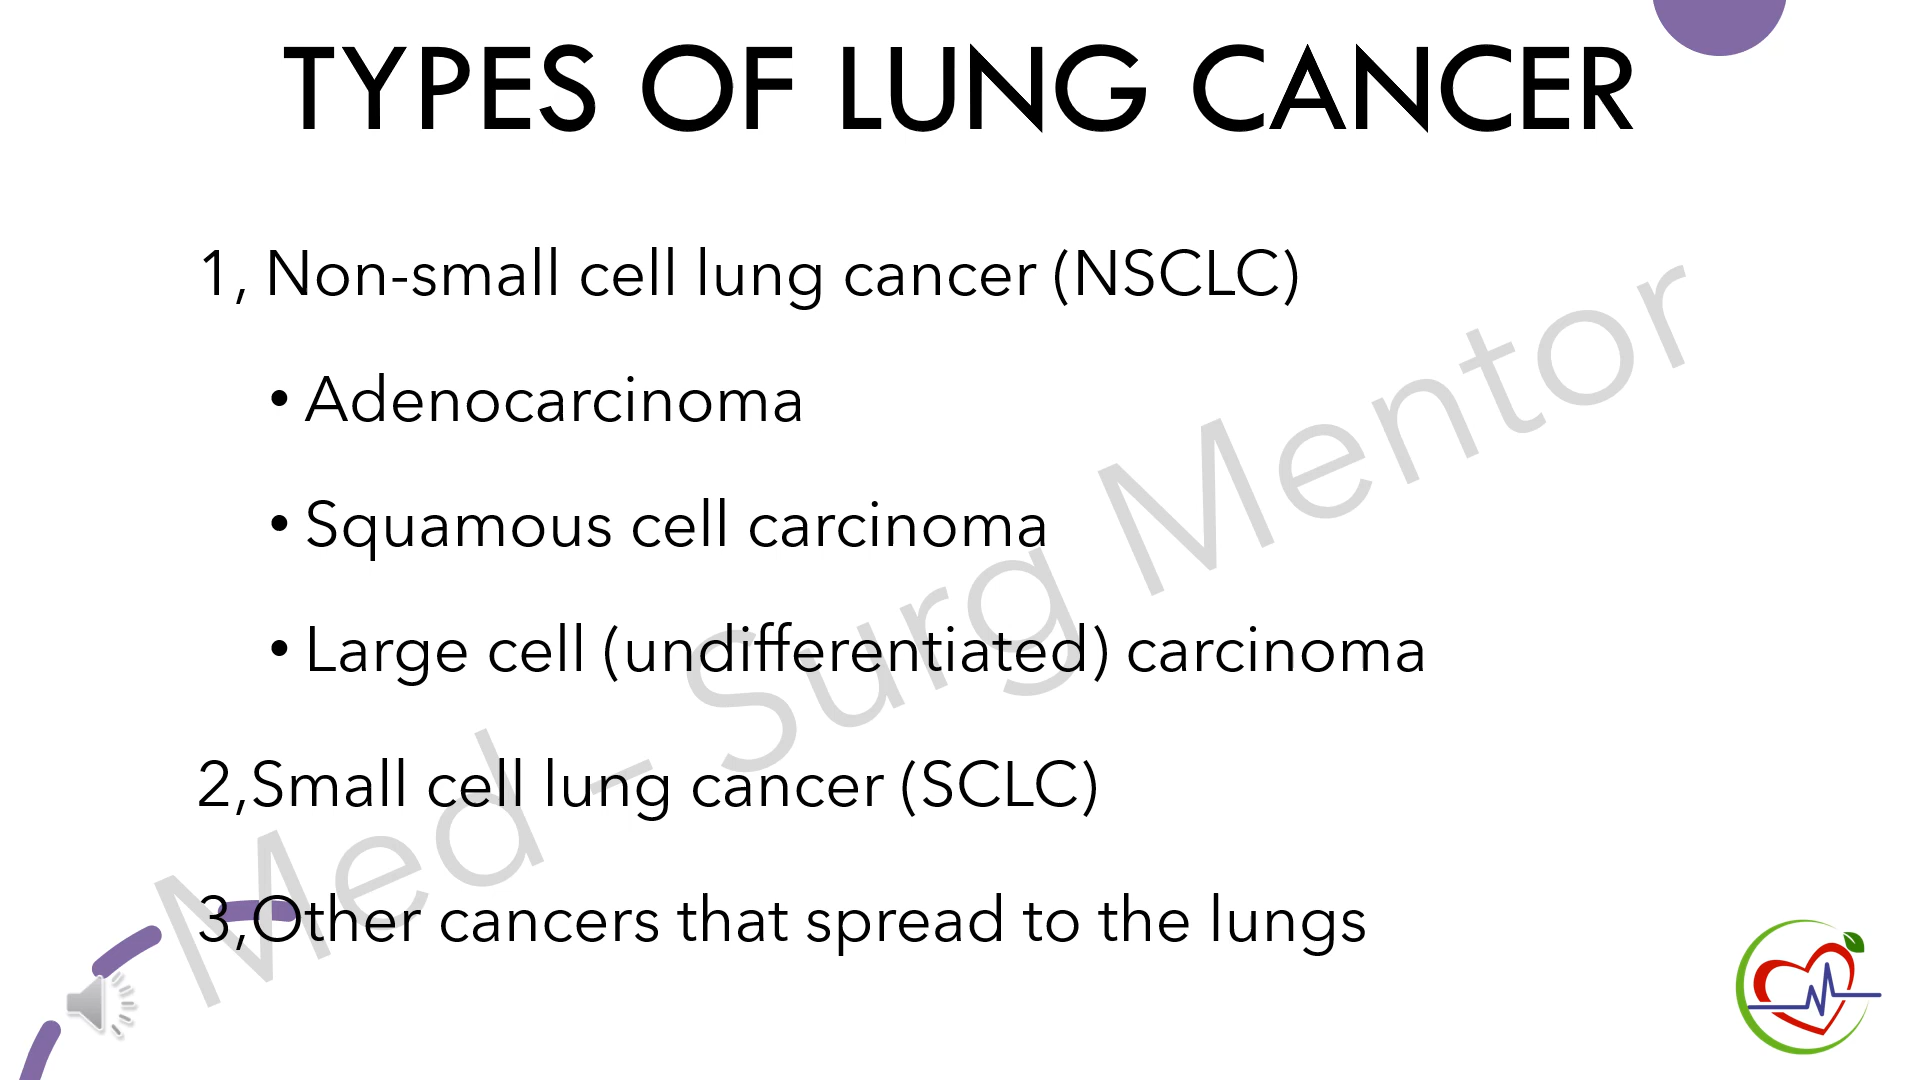 TYPES OF LUNG CANCER
1, Non-small cell lung cancer (NSCLC)
• Adenocarcinoma
• Squamous cell carcinoma
• Large cell (undifferentiated) carcinoma
2,Small cell lung cancer (SCLC)
3,Other cancers that spread to the lungs
Med - Surg Mentor